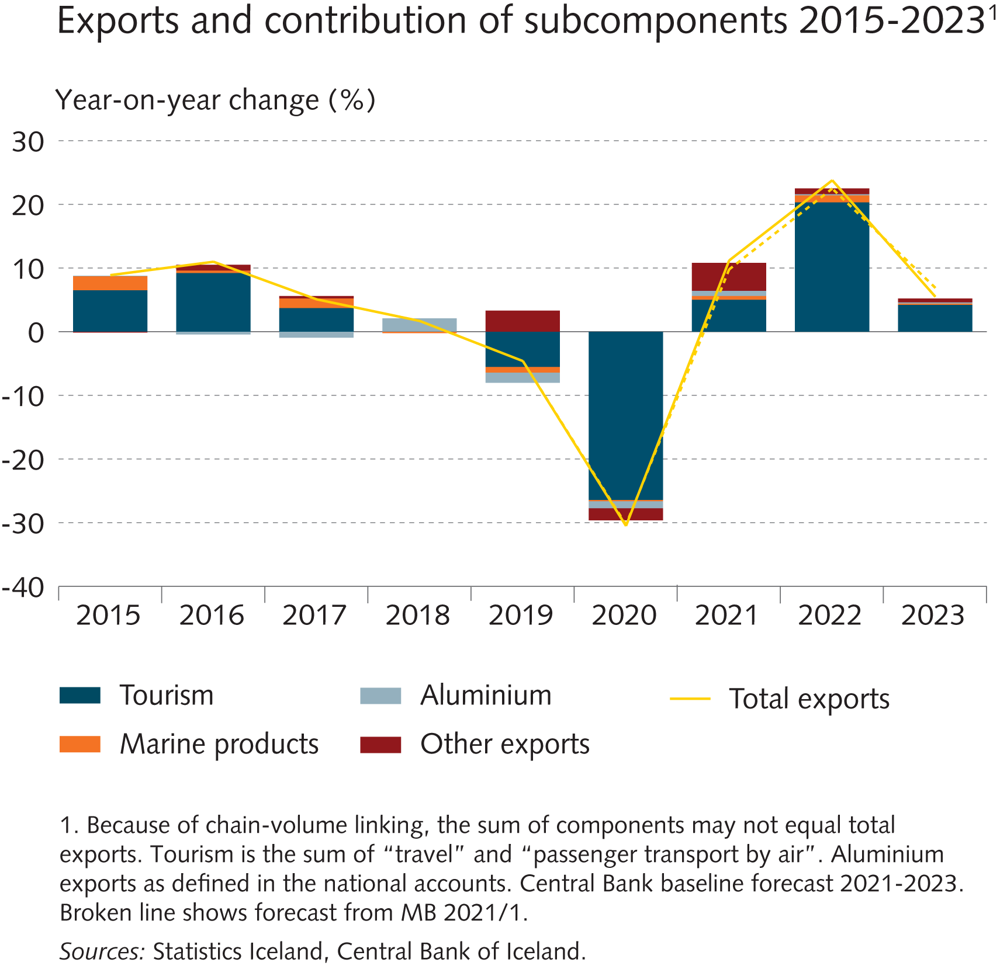 Exports and contribution of subcomponents 2015-2023¹
Year-on-year change (%)
30
20
10
0
-10
-20
-30
-40
2015 2016 2017 2018 2019 2020 2021 2022 2023
Tourism Aluminium Total exports
Marine products Other exports
1. Because of chain-volume linking, the sum of components may not equal total
exports. Tourism is the sum of “travel” and “passenger transport by air”. Aluminium
exports as defined in the national accounts. Central Bank baseline forecast 2021-2023.
Broken line shows forecast from MB 2021/1.
Sources: Statistics Iceland, Central Bank of Iceland.